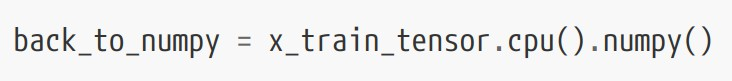 back_to_numpy = x_train_tensor.cpu().numpy()